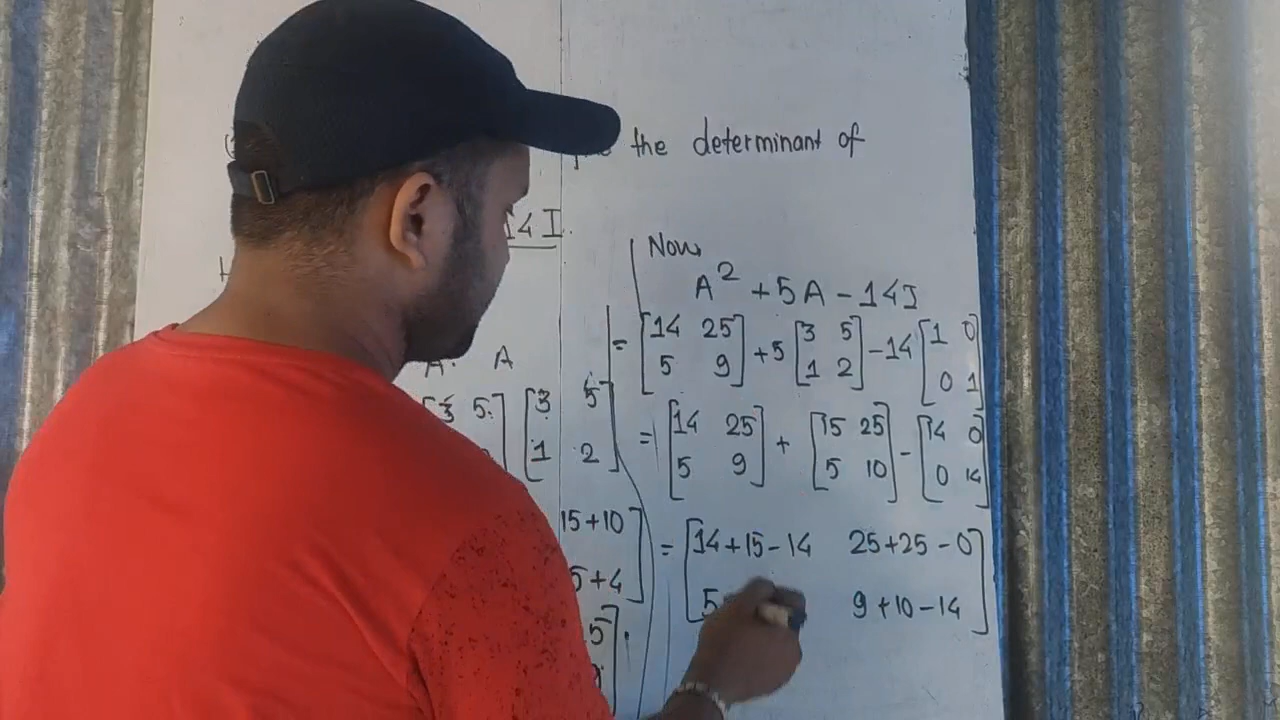 the determinant of
14 I.
A. A
[3 5] [3 5
1 2]
15+10]
5+4]
5]
Now
A² + 5A - 14I
= [14 25
5 9] + 5 [3 5
1 2] - 14 [1 0
0 1]
= [14 25
5 9] + [15 25
5 10] - [14 0
0 14]
= [14+15-14 25+25-0
5 9+10-14]